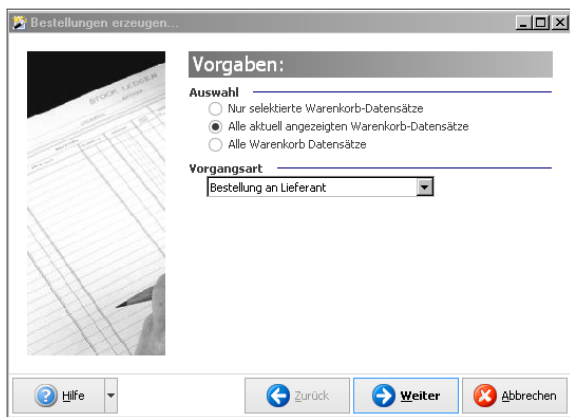 Bestellungen erzeugen...
STOCK LEDGER
Vorgaben:
Auswahl
Nur selektierte Warenkorb-Datensätze
Alle aktuell angezeigten Warenkorb-Datensätze
Alle Warenkorb Datensätze
Vorgangsart
Bestellung an Lieferant
Hilfe
Zurück
Weiter
Abbrechen